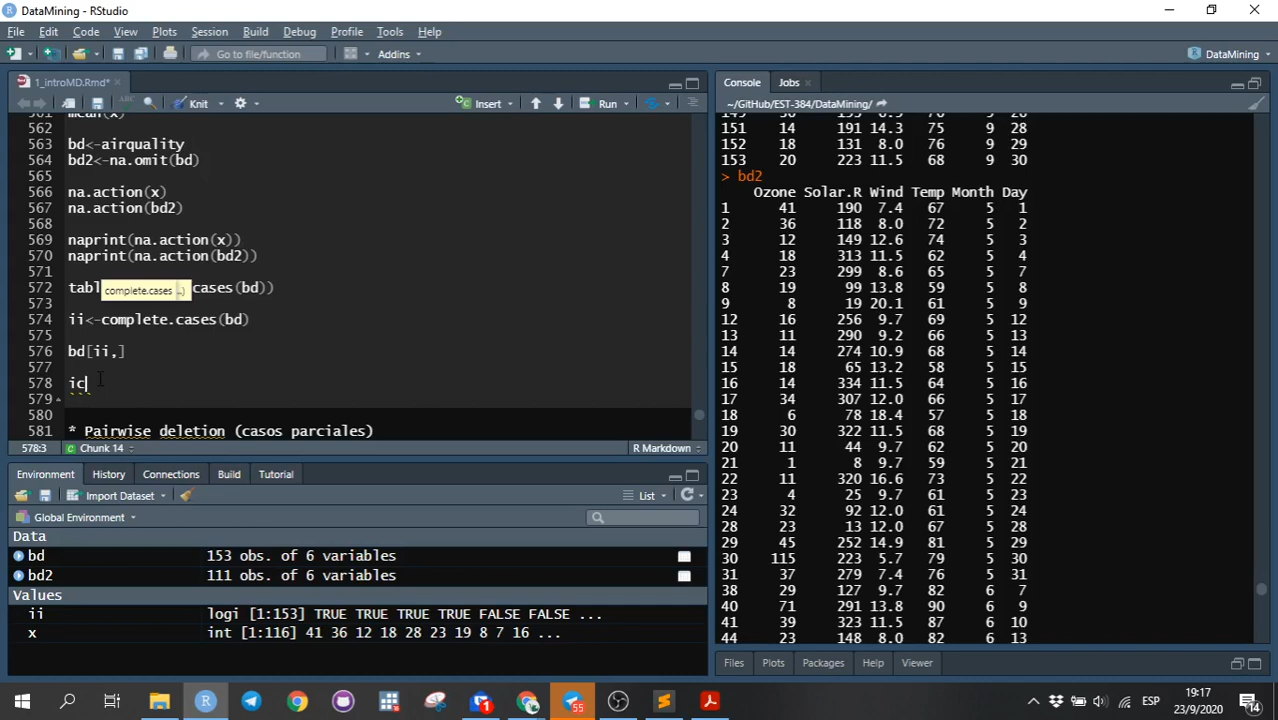 DataMining - RStudio
File Edit Code View Plots Session Build Debug Profile Tools Help
Go to file/function Addins DataMining
1_introMD.Rmd*
Knit Insert Run
561 mean(x)
562
563 bd<-airquality
564 bd2<-na.omit(bd)
565
566 na.action(x)
567 na.action(bd2)
568
569 naprint(na.action(x))
570 naprint(na.action(bd2))
571
572 tabl cases(bd))
complete.cases(...)
573
574 ii<-complete.cases(bd)
575
576 bd[ii,]
577
578 ic
579 ```
580
581 * Pairwise deletion (casos parciales)
578:3 Chunk 14 R Markdown
Environment History Connections Build Tutorial
Import Dataset List
Global Environment
Data
bd 153 obs. of 6 variables
bd2 111 obs. of 6 variables
Values
ii logi [1:153] TRUE TRUE TRUE TRUE FALSE FALSE ...
x int [1:116] 41 36 12 18 28 23 19 8 7 16 ...
Console Jobs
~/GitHub/EST-384/DataMining/
151 14 191 14.3 75 9 28
152 18 131 8.0 76 9 29
153 20 223 11.5 68 9 30
> bd2
Ozone Solar.R Wind Temp Month Day
1 41 190 7.4 67 5 1
2 36 118 8.0 72 5 2
3 12 149 12.6 74 5 3
4 18 313 11.5 62 5 4
7 23 299 8.6 65 5 7
8 19 99 13.8 59 5 8
9 8 19 20.1 61 5 9
12 16 256 9.7 69 5 12
13 11 290 9.2 66 5 13
14 14 274 10.9 68 5 14
15 18 65 13.2 58 5 15
16 14 334 11.5 64 5 16
17 34 307 12.0 66 5 17
18 6 78 18.4 57 5 18
19 30 322 11.5 68 5 19
20 11 44 9.7 62 5 20
21 1 8 9.7 59 5 21
22 11 320 16.6 73 5 22
23 4 25 9.7 61 5 23
24 32 92 12.0 61 5 24
28 23 13 12.0 67 5 28
29 45 252 14.9 81 5 29
30 115 223 5.7 79 5 30
31 37 279 7.4 76 5 31
38 29 127 9.7 82 6 7
40 71 291 13.8 90 6 9
41 39 323 11.5 87 6 10
44 23 148 8.0 82 6 13
Files Plots Packages Help Viewer
55
1
ESP
19:17
23/9/2020
14